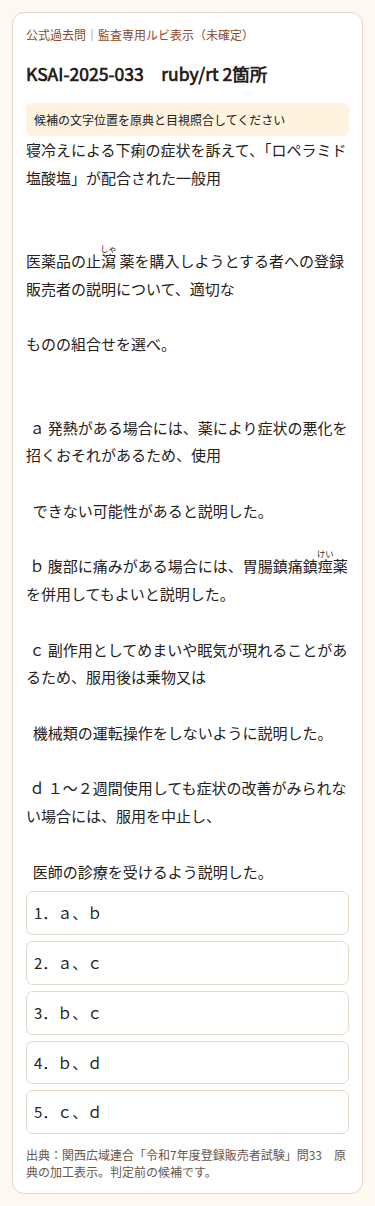 公式過去問｜監査専用ルビ表示（未確定）
KSAI-2025-033　ruby/rt 2箇所
候補の文字位置を原典と目視照合してください
寝冷えによる下痢の症状を訴えて、「ロペラミド
塩酸塩」が配合された一般用
しゃ
医薬品の止瀉薬を購入しようとする者への登録
販売者の説明について、適切な
ものの組合せを選べ。
ａ 発熱がある場合には、薬により症状の悪化を
招くおそれがあるため、使用
できない可能性があると説明した。
けい
ｂ 腹部に痛みがある場合には、胃腸鎮痛鎮痙薬
を併用してもよいと説明した。
ｃ 副作用としてめまいや眠気が現れることがあ
るため、服用後は乗物又は
機械類の運転操作をしないように説明した。
ｄ １～２週間使用しても症状の改善がみられな
い場合には、服用を中止し、
医師の診療を受けるよう説明した。
1．ａ、ｂ
2．ａ、ｃ
3．ｂ、ｃ
4．ｂ、ｄ
5．ｃ、ｄ
出典：関西広域連合「令和7年度登録販売者試験」問33　原
典の加工表示。判定前の候補です。